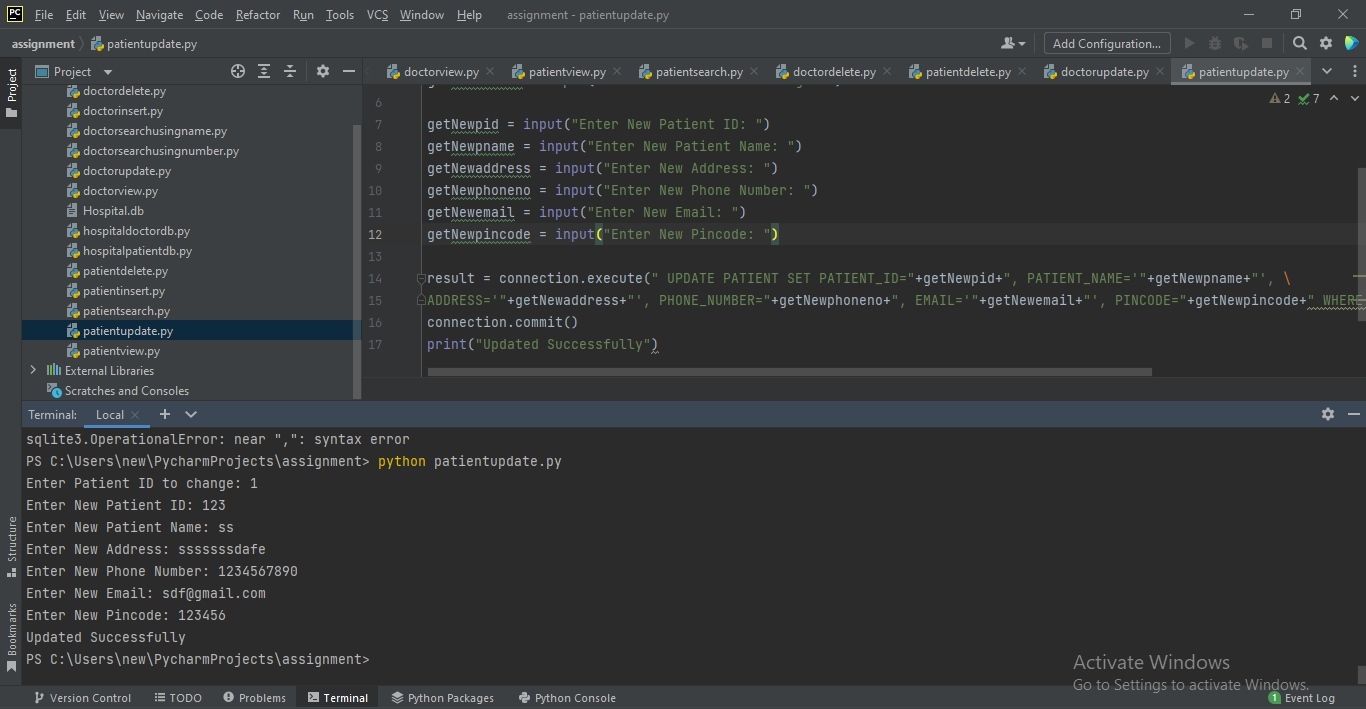 PC File Edit View Navigate Code Refactor Run Tools VCS Window Help assignment - patientupdate.py
assignment patientupdate.py Add Configuration...
Project doctorview.py patientview.py patientsearch.py doctordelete.py patientdelete.py doctorupdate.py patientupdate.py
Project
doctordelete.py
doctorinsert.py
doctorsearchusingname.py
doctorsearchusingnumber.py
doctorupdate.py
doctorview.py
Hospital.db
hospitaldoctordb.py
hospitalpatientdb.py
patientdelete.py
patientinsert.py
patientsearch.py
patientupdate.py
patientview.py
External Libraries
Scratches and Consoles
2 7
6
7 getNewpid = input("Enter New Patient ID: ")
8 getNewpname = input("Enter New Patient Name: ")
9 getNewaddress = input("Enter New Address: ")
10 getNewphoneno = input("Enter New Phone Number: ")
11 getNewemail = input("Enter New Email: ")
12 getNewpincode = input("Enter New Pincode: ")
13
14 result = connection.execute(" UPDATE PATIENT SET PATIENT_ID="+getNewpid+", PATIENT_NAME='"+getNewpname+"', \
15 ADDRESS='"+getNewaddress+"', PHONE_NUMBER="+getNewphoneno+", EMAIL='"+getNewemail+"', PINCODE="+getNewpincode+" WHERE
16 connection.commit()
17 print("Updated Successfully")
Terminal: Local
sqlite3.OperationalError: near ",": syntax error
PS C:\Users\new\PycharmProjects\assignment> python patientupdate.py
Enter Patient ID to change: 1
Enter New Patient ID: 123
Enter New Patient Name: ss
Enter New Address: sssssssdafe
Enter New Phone Number: 1234567890
Enter New Email: sdf@gmail.com
Enter New Pincode: 123456
Updated Successfully
PS C:\Users\new\PycharmProjects\assignment>
Structure
Bookmarks
Activate Windows
Go to Settings to activate Windows.
Version Control TODO Problems Terminal Python Packages Python Console 1 Event Log